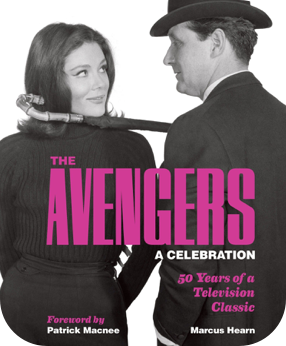 THE
AVENGERS
A CELEBRATION
50 Years of a
Television
Classic
Foreword by
Patrick Macnee
Marcus Hearn